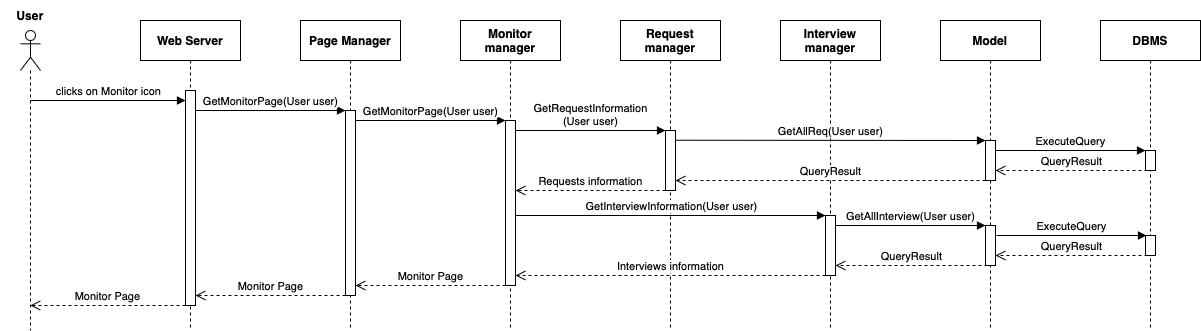 User
Web Server
Page Manager
Monitor
manager
Request
manager
Interview
manager
Model
DBMS
clicks on Monitor icon
GetMonitorPage(User user)
GetMonitorPage(User user)
GetRequestInformation
(User user)
GetAllReq(User user)
ExecuteQuery
QueryResult
QueryResult
Requests information
GetInterviewInformation(User user)
GetAllInterview(User user)
ExecuteQuery
QueryResult
QueryResult
Interviews information
Monitor Page
Monitor Page
Monitor Page